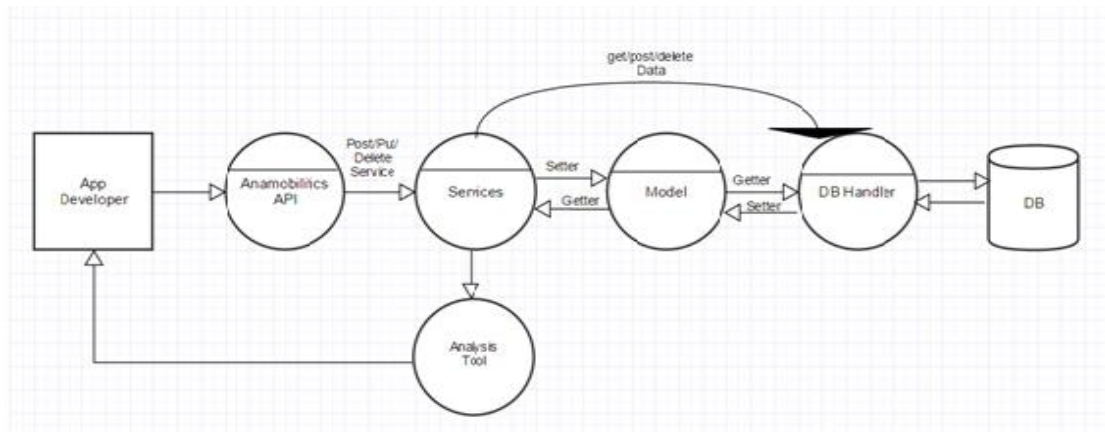 get/post/delete
Data
App
Developer
Anamobilitics
API
Post/Pu/
Delete
Service
Services
Setter
Getter
Model
Getter
Setter
DB Handler
DB
Analysis
Tool